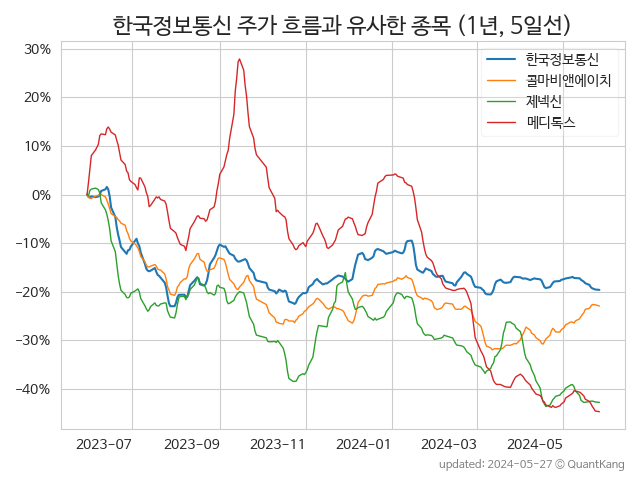 한국정보통신 주가 흐름과 유사한 종목 (1년, 5일선)
30%
20%
10%
0%
−10%
−20%
−30%
−40%
한국정보통신
콜마비앤에이치
제넥신
메디톡스
2023-07
2023-09
2023-11
2024-01
2024-03
2024-05
updated: 2024-05-27 © QuantKang